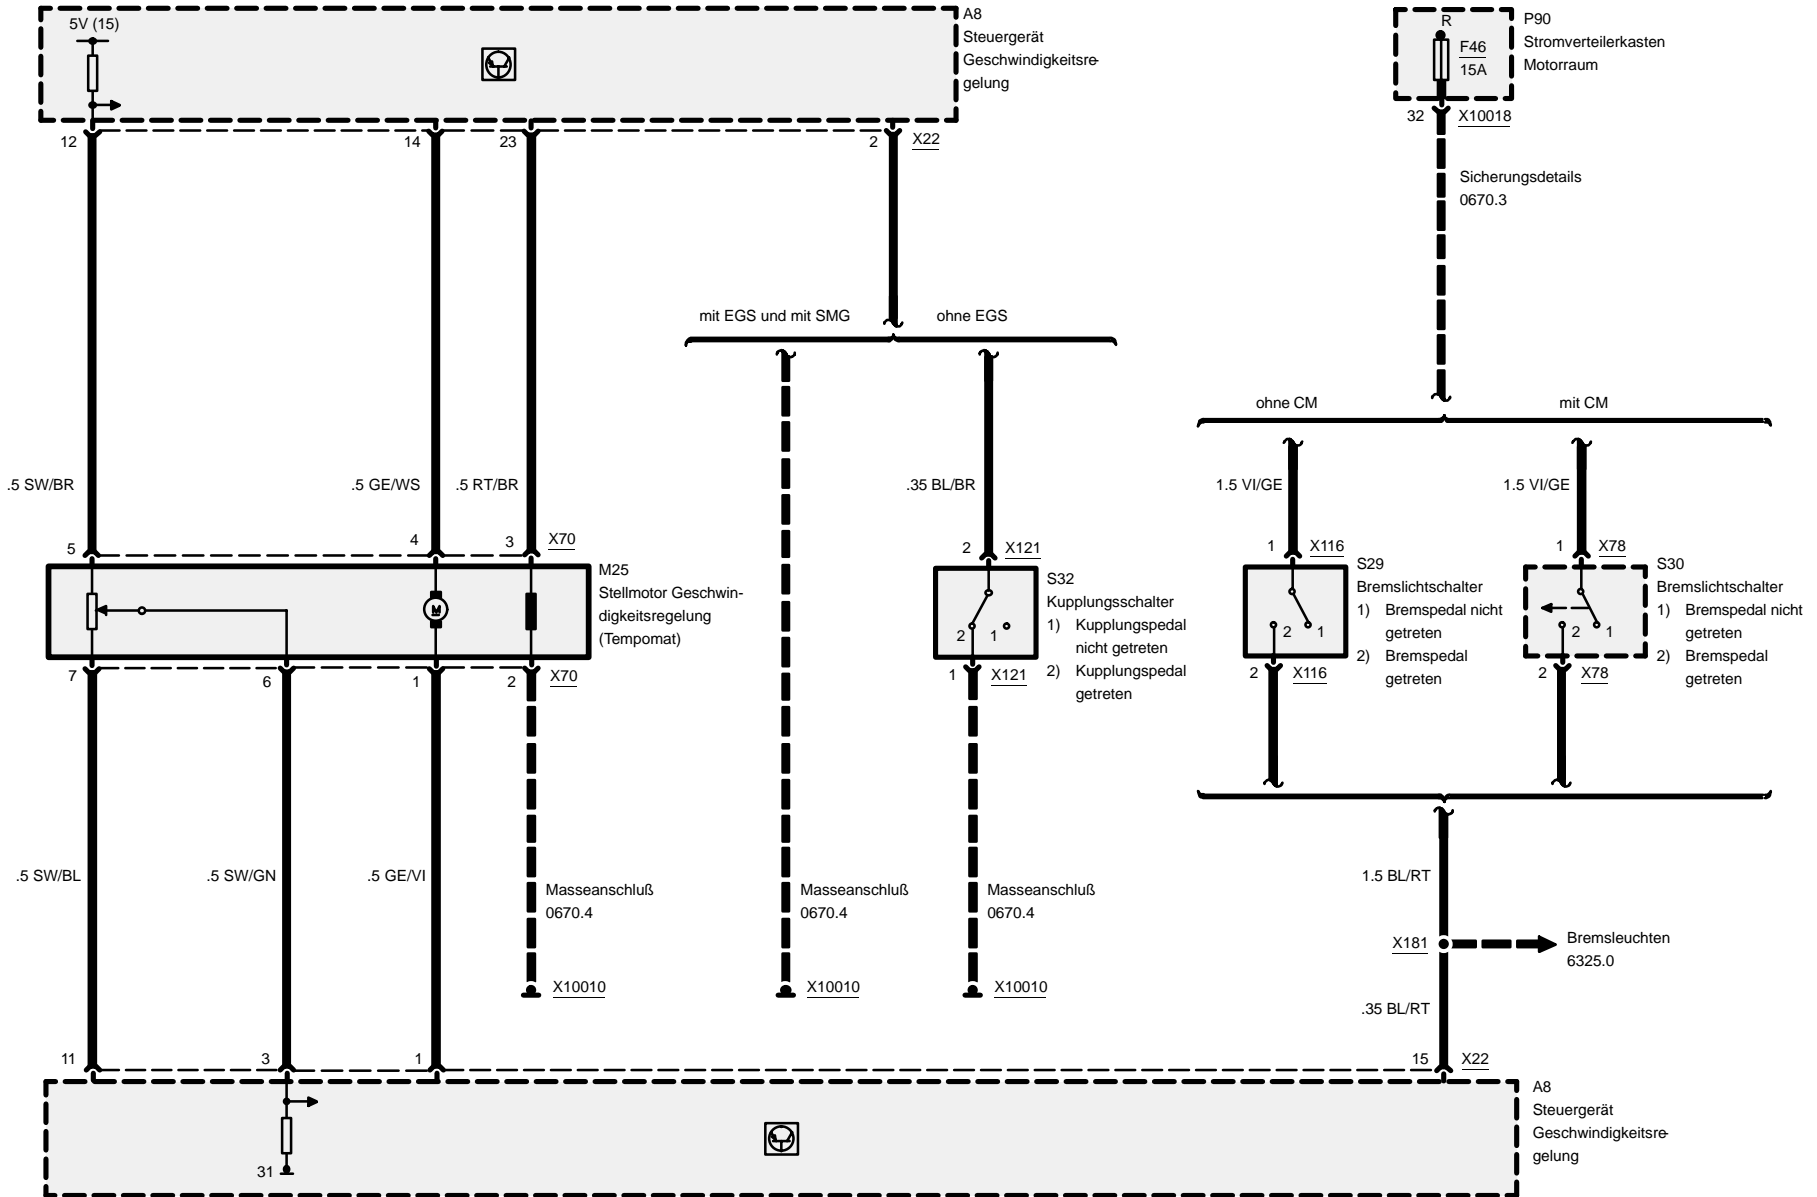 5V (15)
A8
Steuergerät
Geschwindigkeitsre-
gelung
R
F46
15A
P90
Stromverteilerkasten
Motorraum
12
14
23
2
X22
32
X10018
Sicherungsdetails
0670.3
mit EGS und mit SMG
ohne EGS
ohne CM
mit CM
.5 SW/BR
.5 GE/WS
.5 RT/BR
.35 BL/BR
1.5 VI/GE
1.5 VI/GE
5
4
3
X70
2
X121
1
X116
1
X78
M
M25
Stellmotor Geschwin-
digkeitsregelung
(Tempomat)
2
1
S32
Kupplungsschalter
1) Kupplungspedal
nicht getreten
2) Kupplungspedal
getreten
2
1
S29
Bremslichtschalter
1) Bremspedal nicht
getreten
2) Bremspedal
getreten
2
1
S30
Bremslichtschalter
1) Bremspedal nicht
getreten
2) Bremspedal
getreten
7
6
1
2
X70
1
X121
2
X116
2
X78
.5 SW/BL
.5 SW/GN
.5 GE/VI
Masseanschluß
0670.4
Masseanschluß
0670.4
Masseanschluß
0670.4
1.5 BL/RT
X181
Bremsleuchten
6325.0
X10010
X10010
X10010
.35 BL/RT
11
3
1
15
X22
31
A8
Steuergerät
Geschwindigkeitsre-
gelung